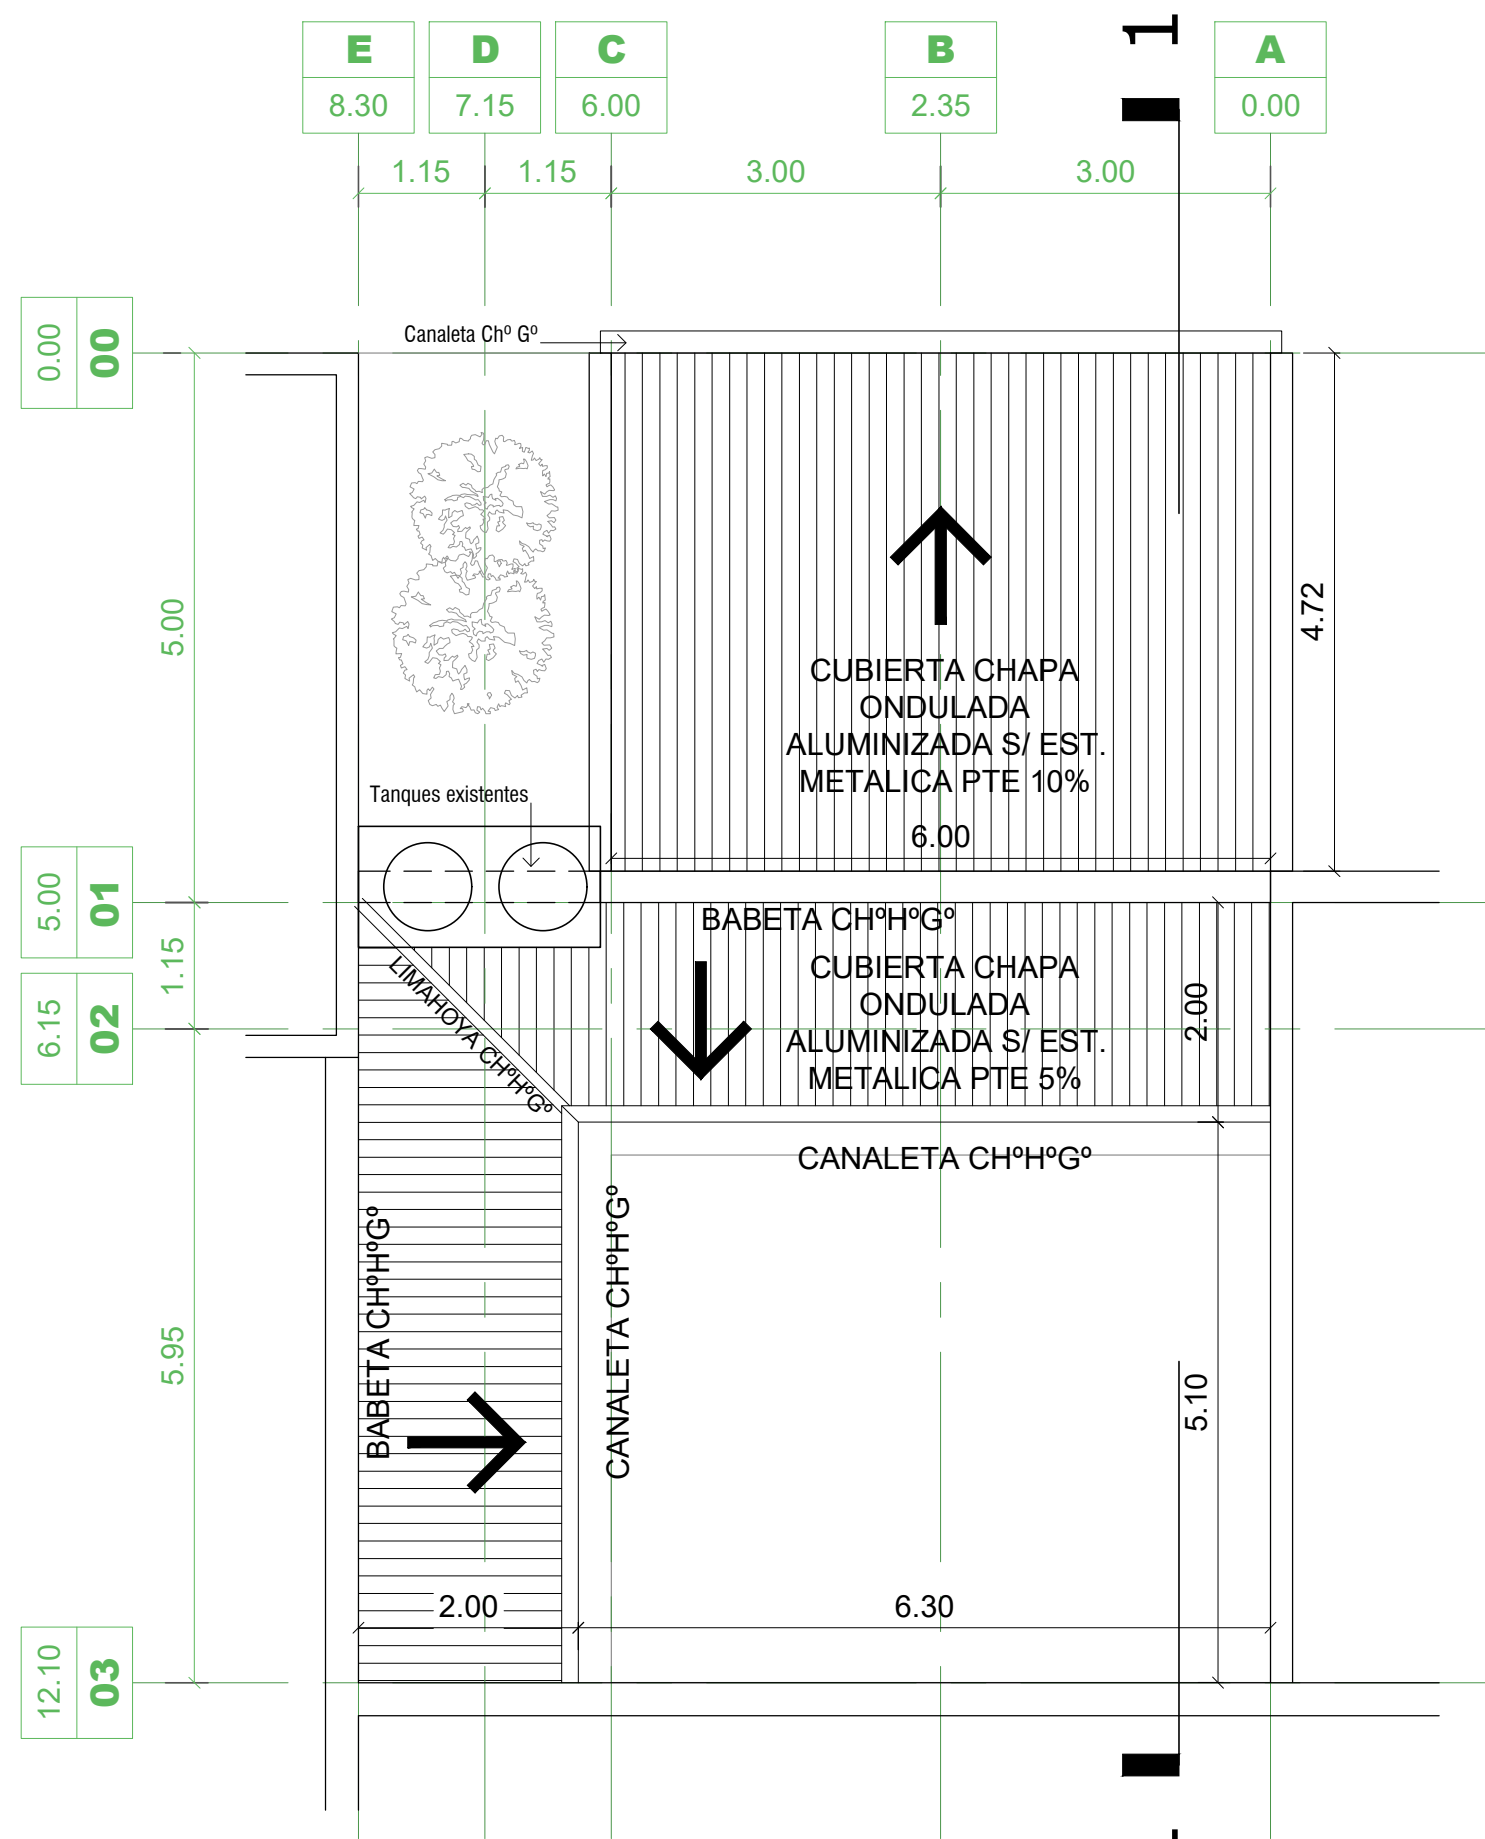 1
E
D
C
B
A
8.30
7.15
6.00
2.35
0.00
1.15
1.15
3.00
3.00
0.00
00
Canaleta Chº Gº
5.00
4.72
CUBIERTA CHAPA
ONDULADA
ALUMINIZADA S/ EST.
METALICA PTE 10%
Tanques existentes
6.00
5.00
01
BABETA CHºHºGº
1.15
LIMAHOYA CHºHºGº
CUBIERTA CHAPA
ONDULADA
ALUMINIZADA S/ EST.
METALICA PTE 5%
2.00
6.15
02
CANALETA CHºHºGº
BABETA CHºHºGº
CANALETA CHºHºGº
5.95
5.10
2.00
6.30
12.10
03